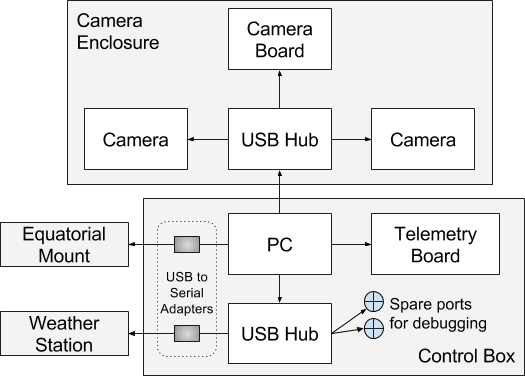 Camera
Enclosure
Camera
Board
Camera
USB Hub
Camera
Equatorial
Mount
PC
Telemetry
Board
USB to
Serial
Adapters
Weather
Station
USB Hub
Spare ports
for debugging
Control Box